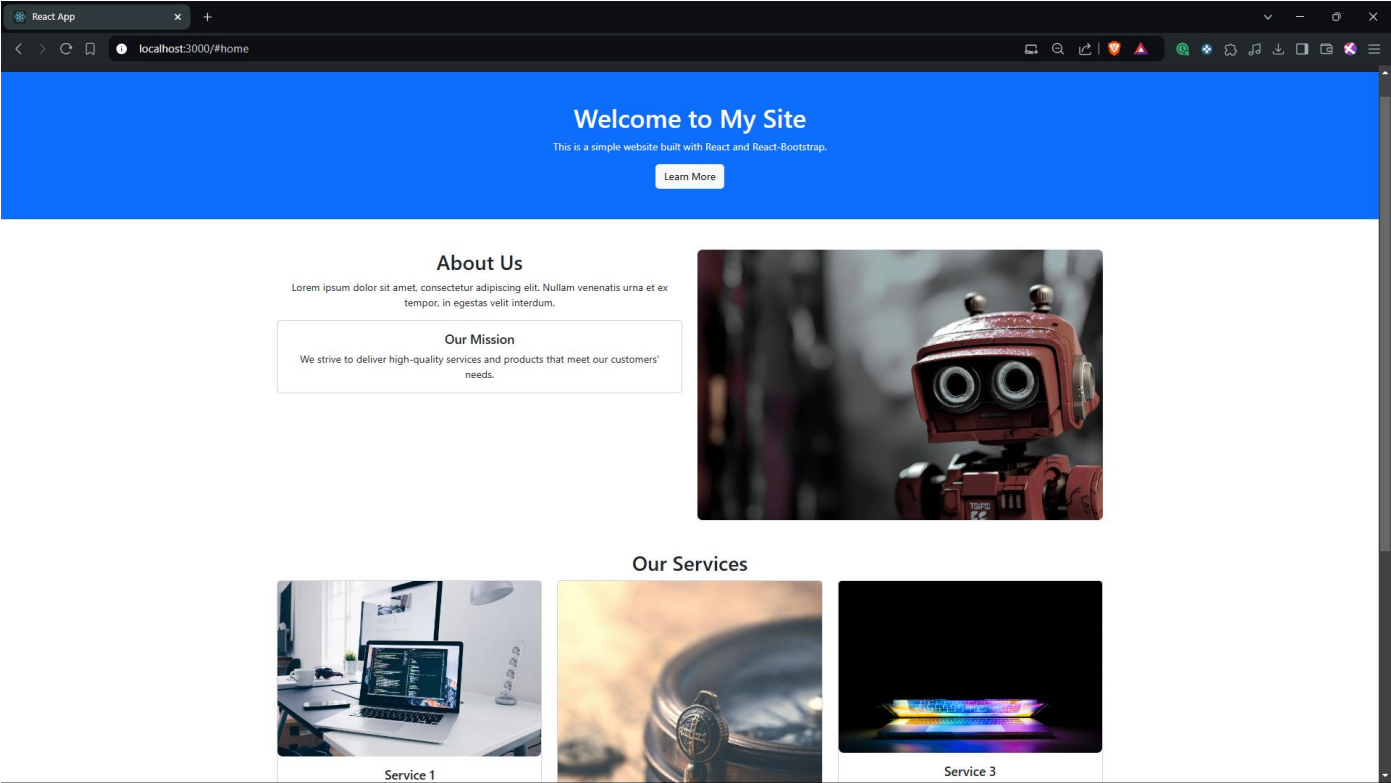 React App
localhost:3000/#home
Welcome to My Site
This is a simple website built with React and React-Bootstrap.
Learn More
About Us
Lorem ipsum dolor sit amet, consectetur adipiscing elit. Nullam venenatis urna et ex
tempor, in egestas velit interdum.
Our Mission
We strive to deliver high-quality services and products that meet our customers'
needs.
Our Services
Service 1
Service 3